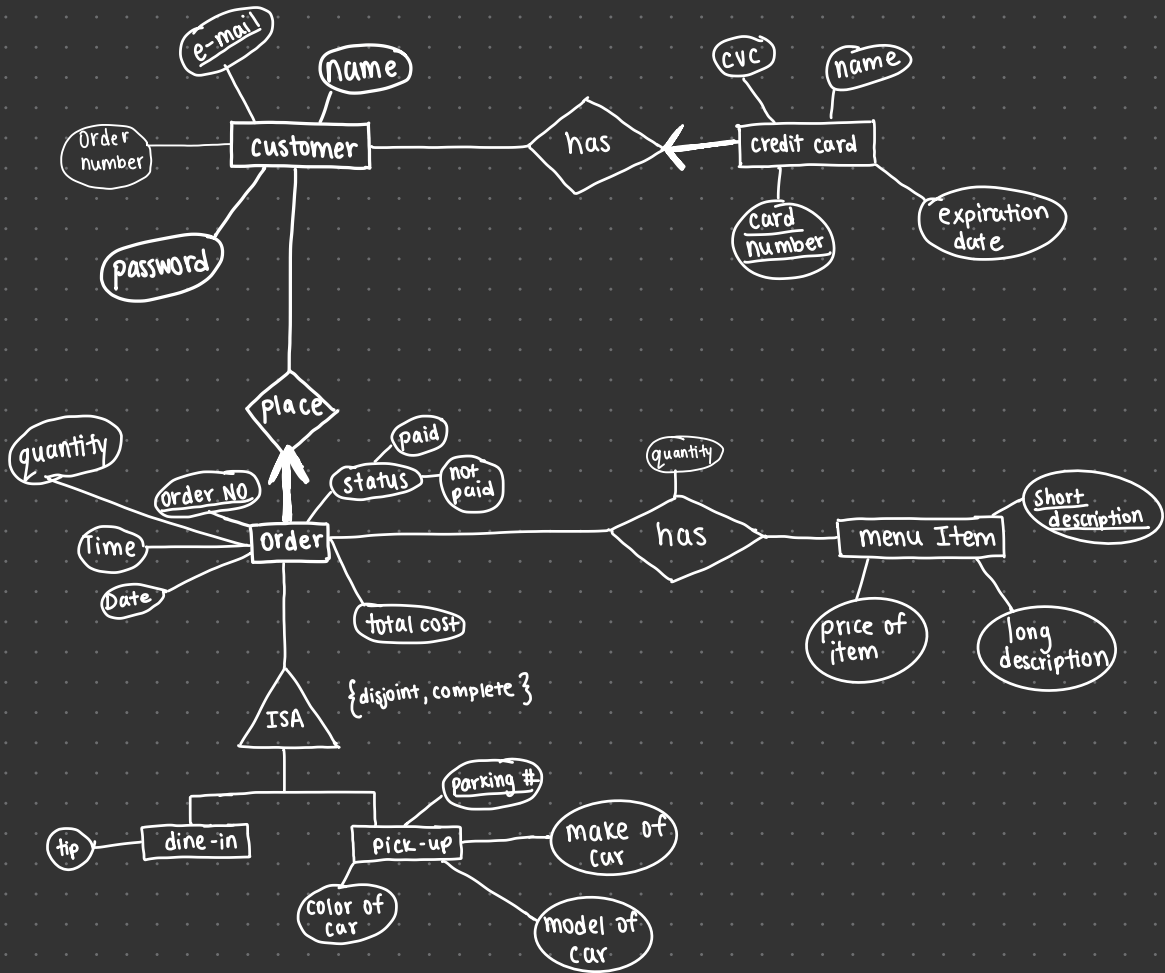 e-mail
name
Order
number
customer
password
has
CVC
name
credit card
card
number
expiration
date
place
quantity
order NO
status
paid
not
paid
Time
Date
order
total cost
quantity
has
menu Item
short
description
price of
item
long
description
ISA
{disjoint, complete}
tip
dine-in
pick-up
parking #
make of
car
color of
car
model of
car